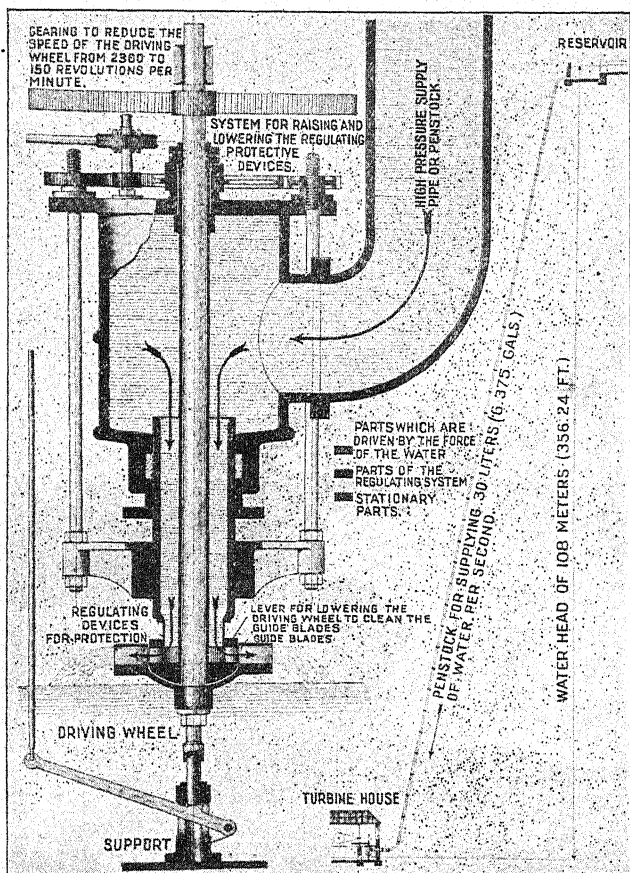 GEARING TO REDUCE THE
SPEED OF THE DRIVING
WHEEL FROM 2360 TO
150 REVOLUTIONS PER
MINUTE.
RESERVOIR
SYSTEM FOR RAISING AND
LOWERING THE REGULATING
PROTECTIVE
DEVICES.
HIGH PRESSURE SUPPLY
PIPE OR PENSTOCK.
PARTS WHICH ARE
DRIVEN BY THE FORCE
OF THE WATER
PARTS OF THE
REGULATING SYSTEM
STATIONARY
PARTS.
PENSTOCK FOR SUPPLYING 30 LITERS (6.375 GALS.)
OF WATER PER SECOND.
WATER HEAD OF 108 METERS (356.24 FT.)
REGULATING
DEVICES
FOR PROTECTION
LEVER FOR LOWERING THE
DRIVING WHEEL TO CLEAN THE
GUIDE BLADES
GUIDE BLADES
DRIVING WHEEL
TURBINE HOUSE
SUPPORT